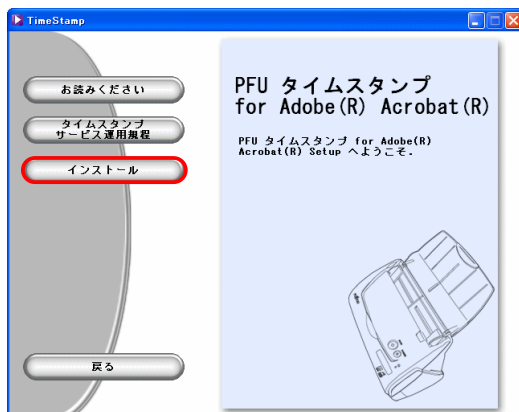 TimeStamp
お読みください
タイムスタンプ
サービス運用規程
インストール
戻る
PFU タイムスタンプ
for Adobe(R) Acrobat(R)
PFU タイムスタンプ for Adobe(R)
Acrobat(R) Setup へようこそ.